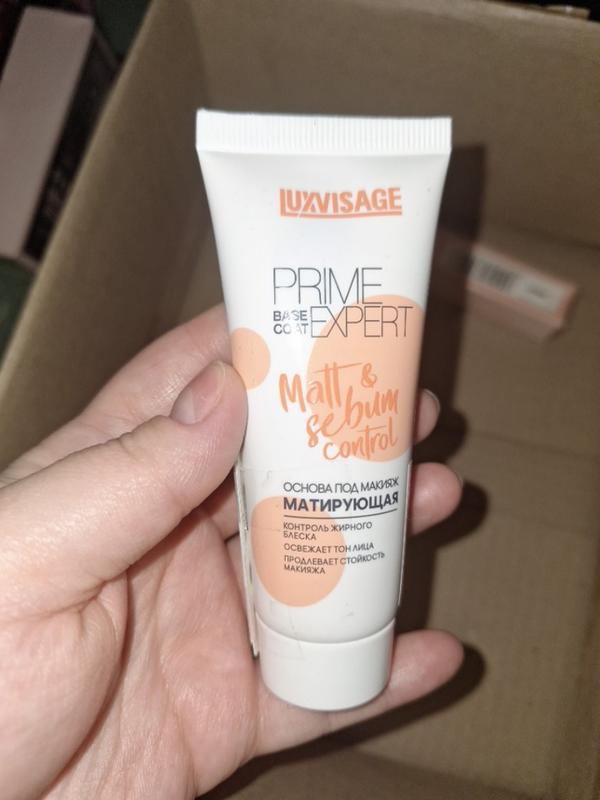 LUXVISAGE
PRIME
BASE
COAT EXPERT
Matt &
sebum
control
ОСНОВА ПОД МАКИЯЖ
МАТИРУЮЩАЯ
КОНТРОЛЬ ЖИРНОГО
БЛЕСКА
ОСВЕЖАЕТ ТОН ЛИЦА
ПРОДЛЕВАЕТ СТОЙКОСТЬ
МАКИЯЖА